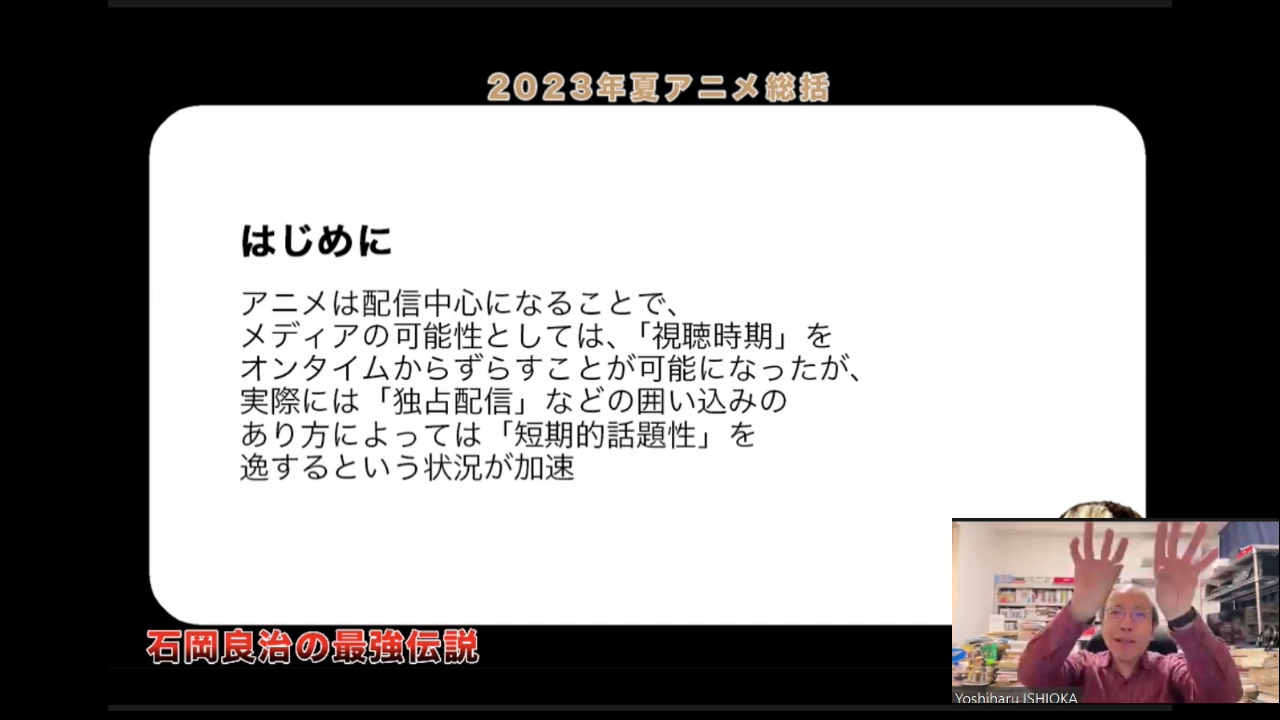 2023年夏アニメ総括
はじめに
アニメは配信中心になることで、
メディアの可能性としては、「視聴時期」を
オンタイムからずらすことが可能になったが、
実際には「独占配信」などの囲い込みの
あり方によっては「短期的話題性」を
逸するという状況が加速
石岡良治の最強伝説
Yoshiharu ISHIOKA